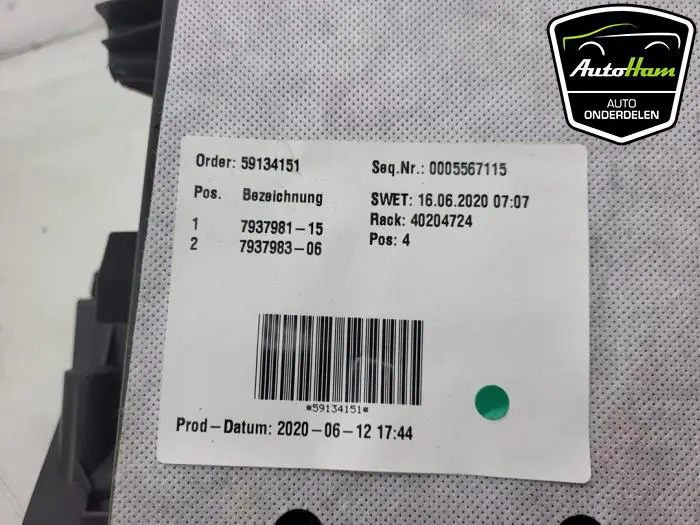 AutoHam
AUTO
ONDERDELEN
Order: 59134151
Seq.Nr.: 0005567115
Pos. Bezeichnung
SWET: 16.06.2020 07:07
1 7937981-15
Rack: 40204724
2 7937983-06
Pos: 4
*59134151*
Prod-Datum: 2020-06-12 17:44